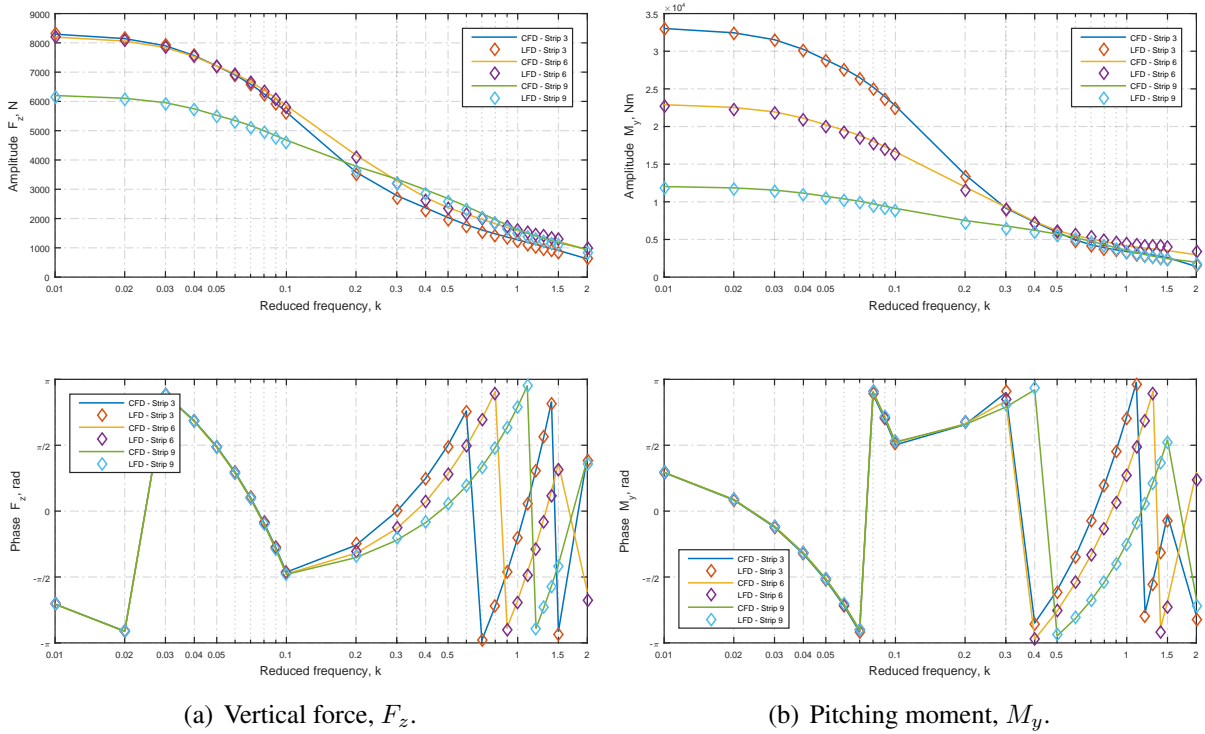 9000
8000
7000
6000
5000
4000
3000
2000
1000
0
Amplitude F_z, N
CFD - Strip 3
LFD - Strip 3
CFD - Strip 6
LFD - Strip 6
CFD - Strip 9
LFD - Strip 9
0.01 0.02 0.03 0.04 0.05 0.1 0.2 0.3 0.4 0.5 1 1.5 2
Reduced frequency, k
×10⁴
3.5
3
2.5
2
1.5
1
0.5
0
Amplitude M_y, Nm
CFD - Strip 3
LFD - Strip 3
CFD - Strip 6
LFD - Strip 6
CFD - Strip 9
LFD - Strip 9
0.01 0.02 0.03 0.04 0.05 0.1 0.2 0.3 0.4 0.5 1 1.5 2
Reduced frequency, k
π
π/2
0
-π/2
-π
Phase F_z, rad
CFD - Strip 3
LFD - Strip 3
CFD - Strip 6
LFD - Strip 6
CFD - Strip 9
LFD - Strip 9
0.01 0.02 0.03 0.04 0.05 0.1 0.2 0.3 0.4 0.5 1 1.5 2
Reduced frequency, k
π
π/2
0
-π/2
-π
Phase M_y, rad
CFD - Strip 3
LFD - Strip 3
CFD - Strip 6
LFD - Strip 6
CFD - Strip 9
LFD - Strip 9
0.01 0.02 0.03 0.04 0.05 0.1 0.2 0.3 0.4 0.5 1 1.5 2
Reduced frequency, k
(a) Vertical force, F_z.
(b) Pitching moment, M_y.